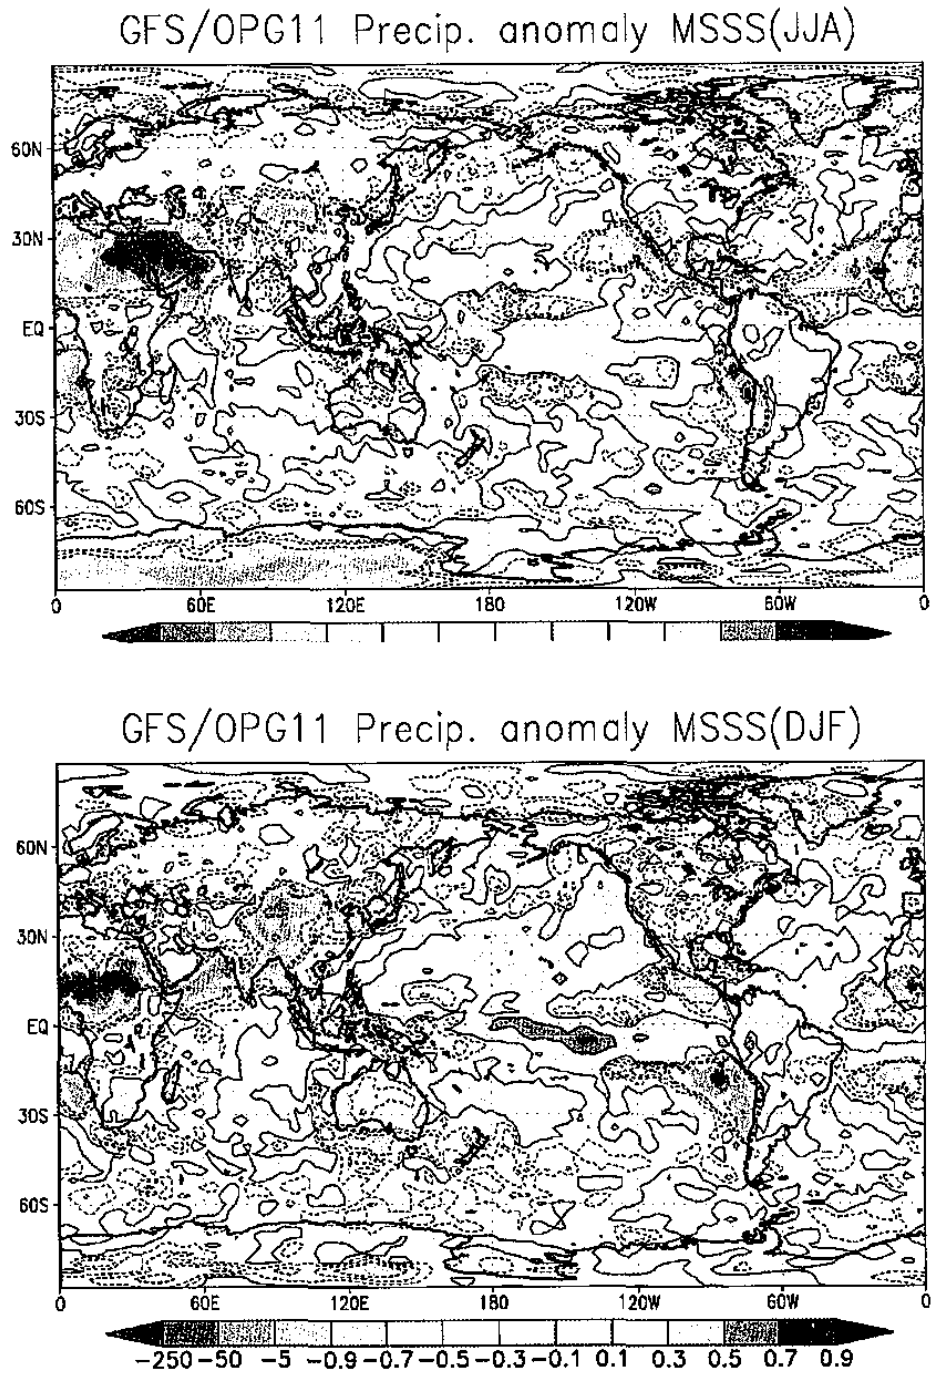 GFS/OPG11 Precip. anomaly MSSS(JJA)
60N
30N
EQ
30S
60S
0 60E 120E 180 120W 60W 0
GFS/OPG11 Precip. anomaly MSSS(DJF)
60N
30N
EQ
30S
60S
0 60E 120E 180 120W 60W 0
-250 -50 -5 -0.9 -0.7 -0.5 -0.3 -0.1 0.1 0.3 0.5 0.7 0.9